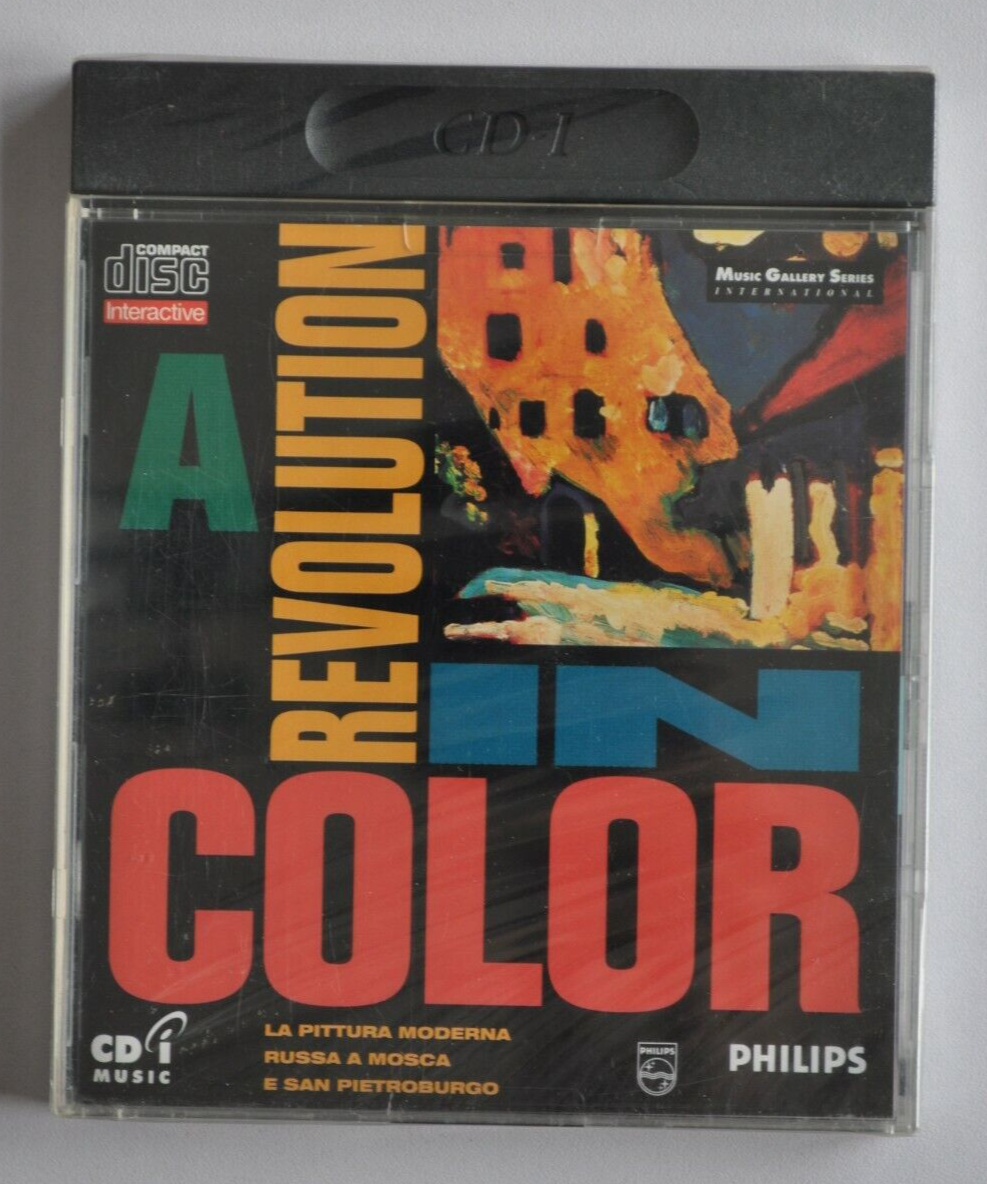 CD-I
COMPACT
disc
Interactive
MUSIC GALLERY SERIES
INTERNATIONAL
A
REVOLUTION
IN
COLOR
CD i
MUSIC
LA PITTURA MODERNA
RUSSA A MOSCA
E SAN PIETROBURGO
PHILIPS
PHILIPS